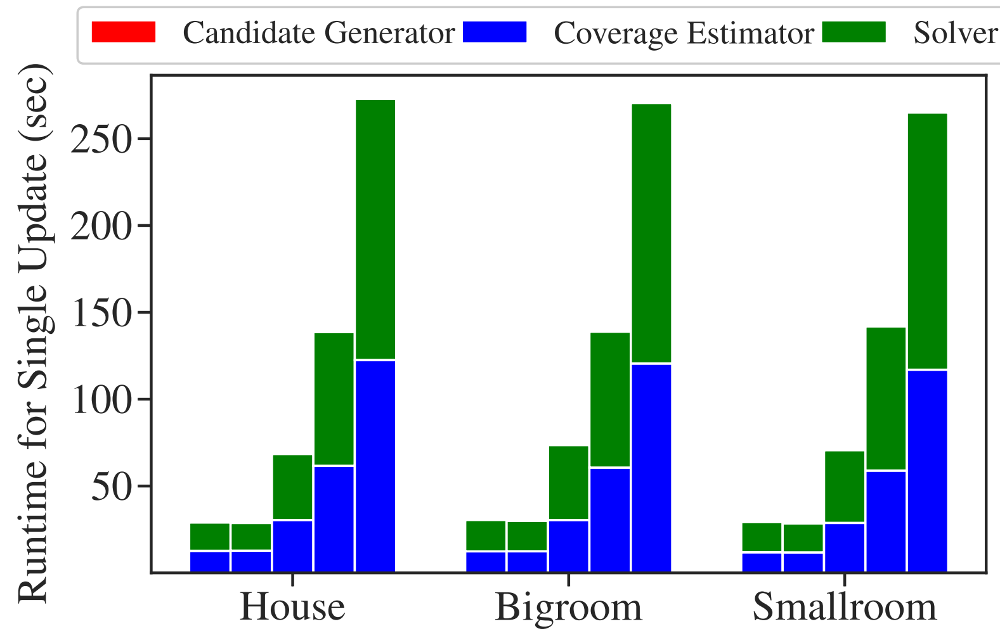 Candidate Generator Coverage Estimator Solver
Runtime for Single Update (sec)
250
200
150
100
50
House Bigroom Smallroom